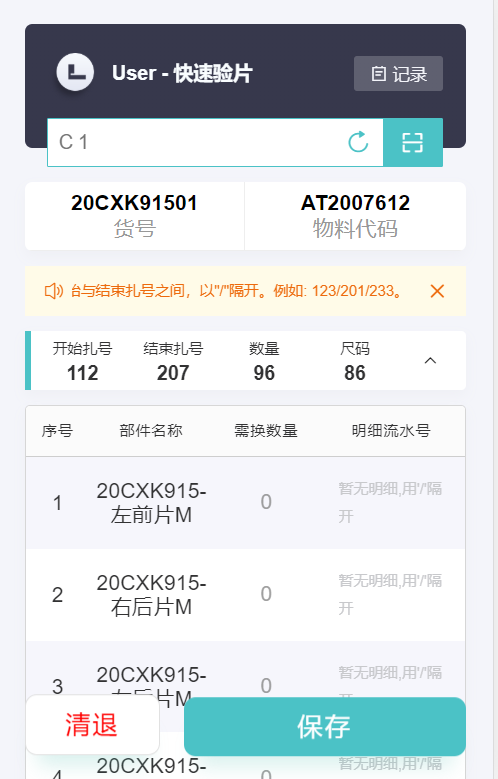 User - 快速验片
记录
C 1
20CXK91501
货号
AT2007612
物料代码
始与结束扎号之间，以"/"隔开。例如: 123/201/233。
开始扎号
112
结束扎号
207
数量
96
尺码
86
序号 部件名称 需换数量 明细流水号
1
20CXK915-
左前片M
0
暂无明细,用'/'隔
开
2
20CXK915-
右后片M
0
暂无明细,用'/'隔
开
3
20CXK915-
后片M
0
暂无明细,用'/'隔
清退
保存
4
20CXK915-
0
暂无明细,用'/'隔